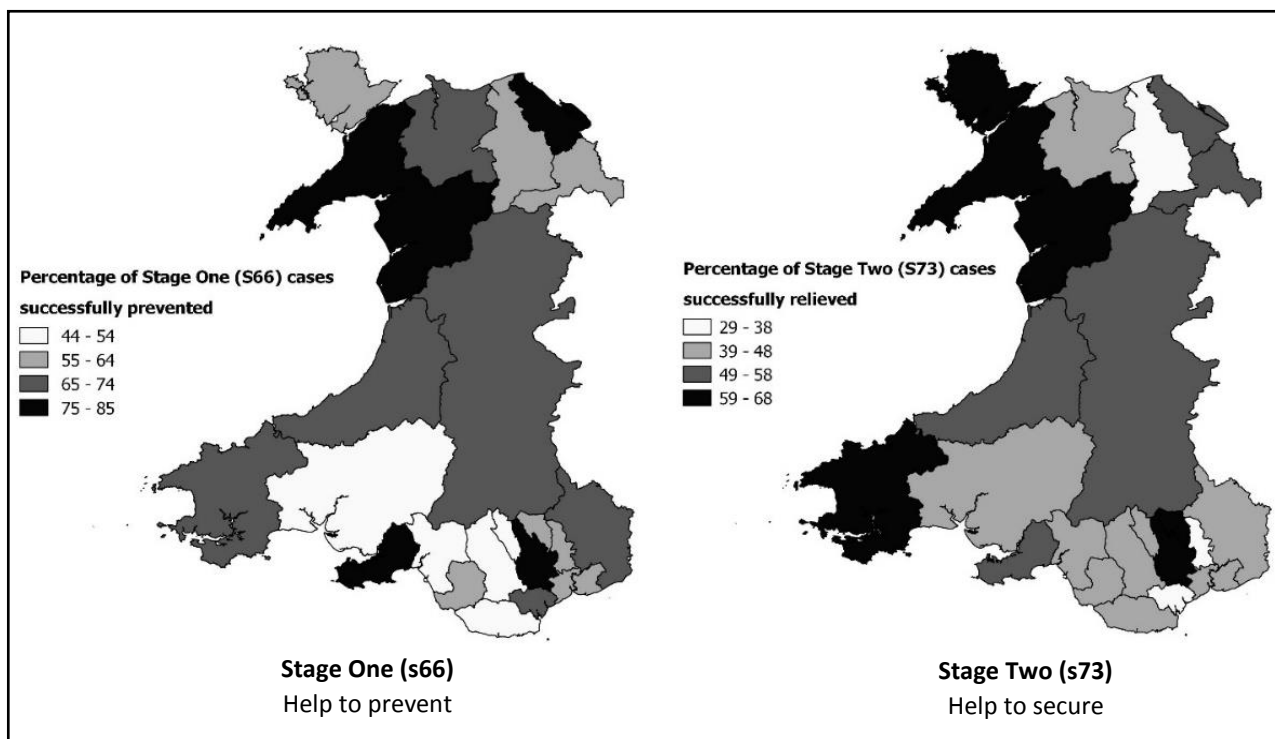 Percentage of Stage One (S66) cases
successfully prevented
44 - 54
55 - 64
65 - 74
75 - 85
Stage One (s66)
Help to prevent
Percentage of Stage Two (S73) cases
successfully relieved
29 - 38
39 - 48
49 - 58
59 - 68
Stage Two (s73)
Help to secure